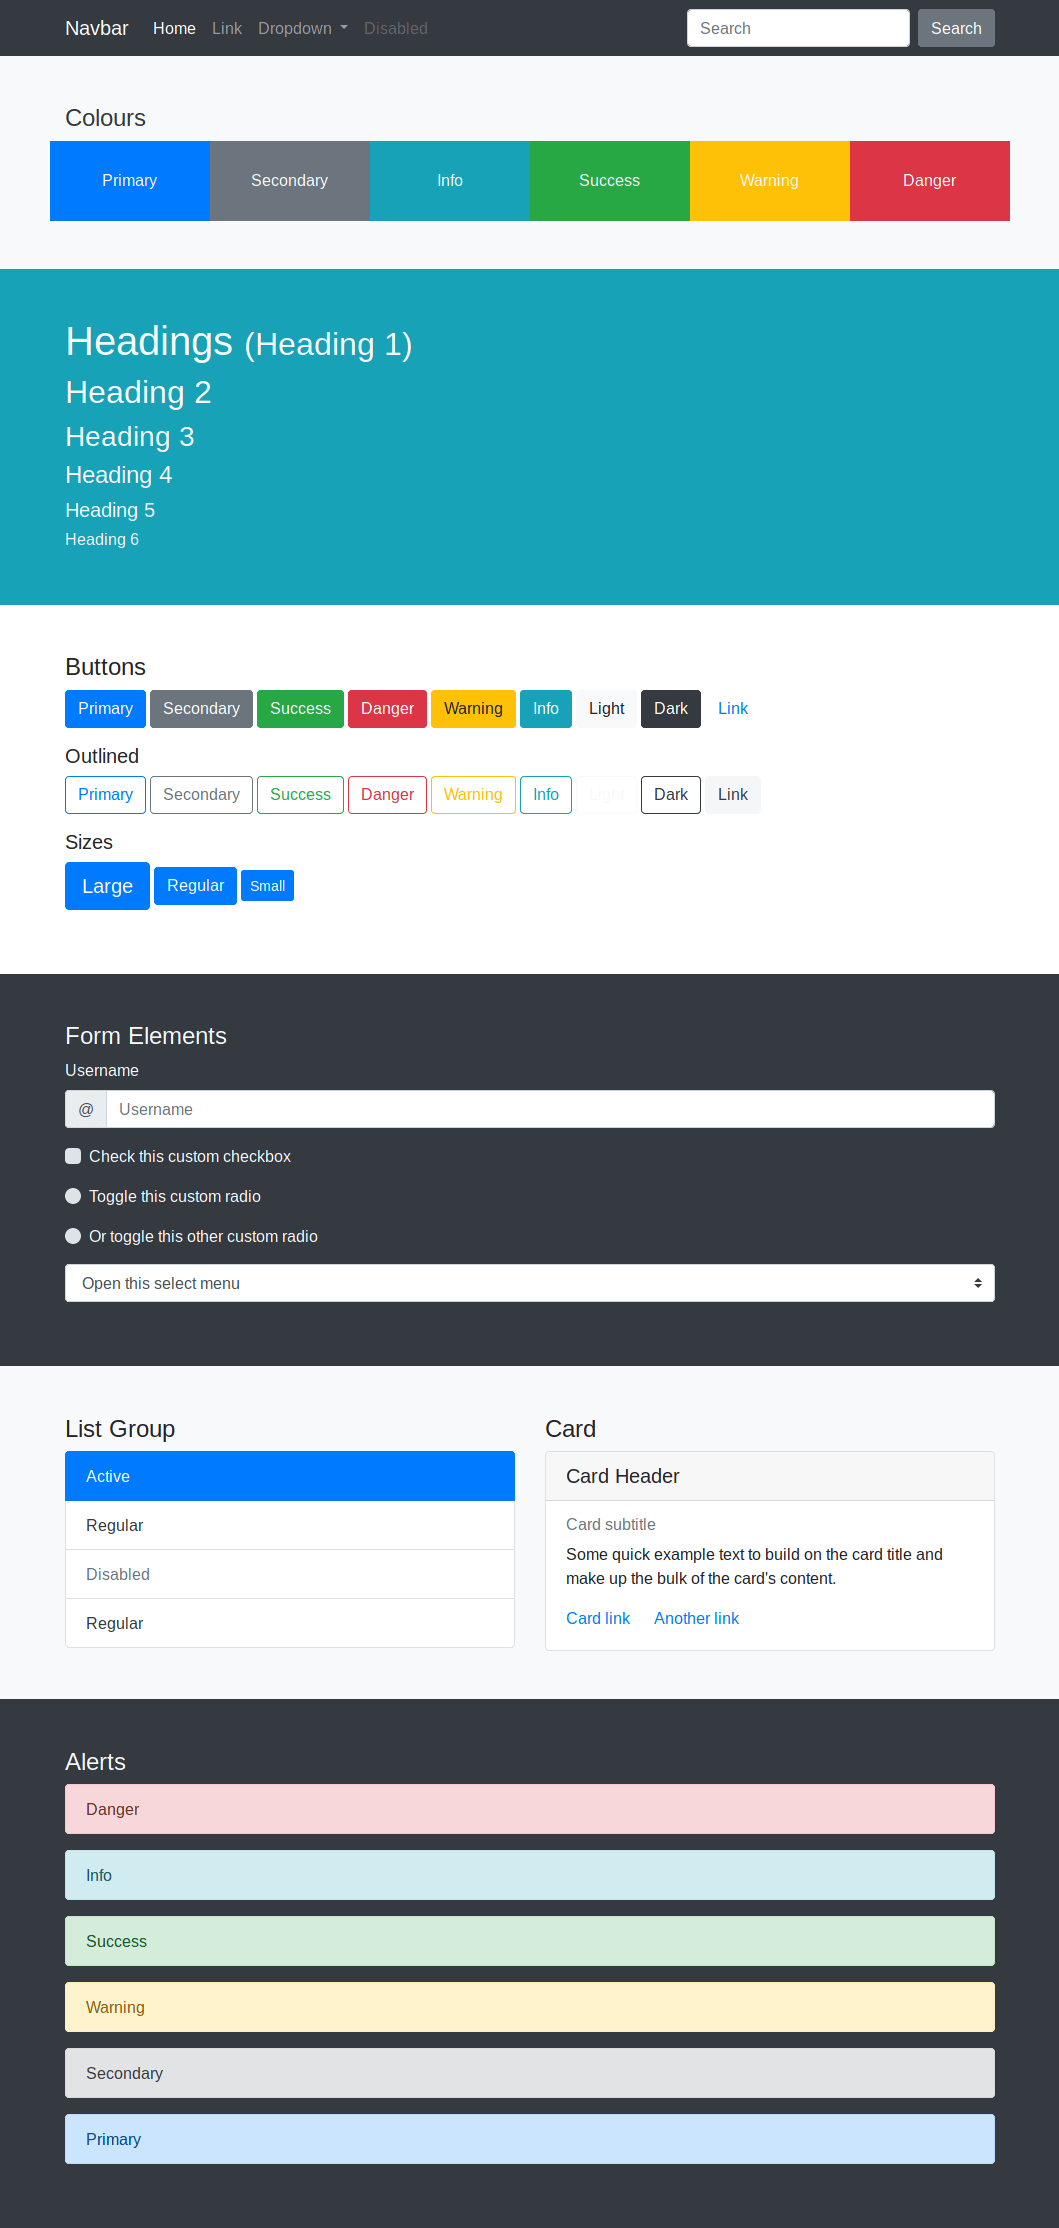 Navbar Home Link Dropdown Disabled Search Search
Colours
Primary Secondary Info Success Warning Danger
Headings (Heading 1)
Heading 2
Heading 3
Heading 4
Heading 5
Heading 6
Buttons
Primary Secondary Success Danger Warning Info Light Dark Link
Outlined
Primary Secondary Success Danger Warning Info Light Dark Link
Sizes
Large Regular Small
Form Elements
Username
@ Username
Check this custom checkbox
Toggle this custom radio
Or toggle this other custom radio
Open this select menu
List Group
Active
Regular
Disabled
Regular
Card
Card Header
Card subtitle
Some quick example text to build on the card title and
make up the bulk of the card's content.
Card link Another link
Alerts
Danger
Info
Success
Warning
Secondary
Primary